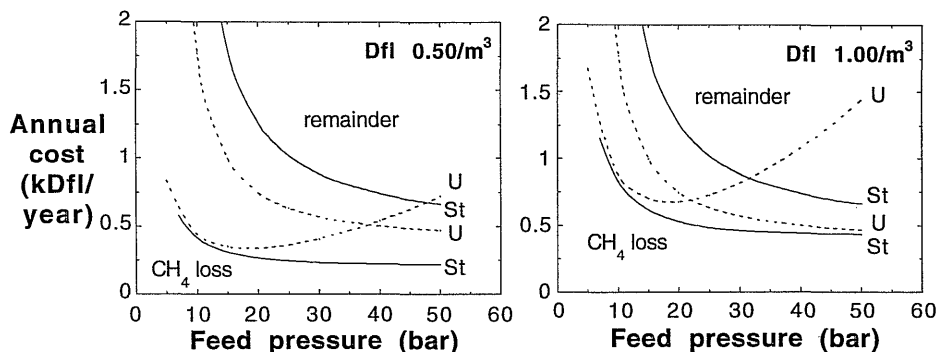 2
1.5
1
0.5
0
Annual
cost
(kDfl/
year)
Dfl 0.50/m³
remainder
U
St
U
CH₄ loss
St
0 10 20 30 40 50 60
Feed pressure (bar)
2
1.5
1
0.5
0
Dfl 1.00/m³
remainder
U
St
U
St
CH₄ loss
0 10 20 30 40 50 60
Feed pressure (bar)